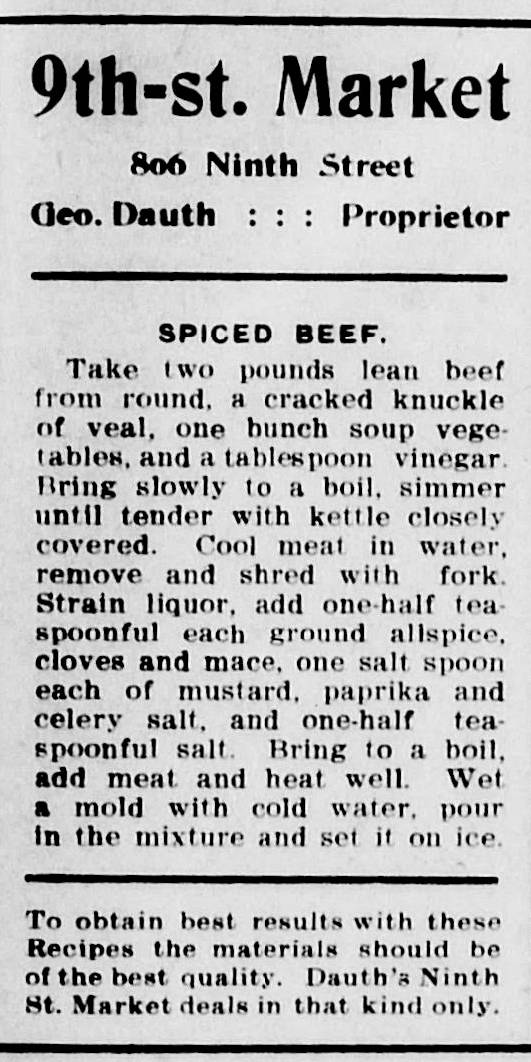 9th-st. Market
806 Ninth Street
Geo. Dauth : : : Proprietor
SPICED BEEF.
Take two pounds lean beef
from round, a cracked knuckle
of veal, one bunch soup vege-
tables, and a tablespoon vinegar.
Bring slowly to a boil, simmer
until tender with kettle closely
covered. Cool meat in water,
remove and shred with fork.
Strain liquor, add one-half tea-
spoonful each ground allspice,
cloves and mace, one salt spoon
each of mustard, paprika and
celery salt, and one-half tea-
spoonful salt. Bring to a boil,
add meat and heat well. Wet
a mold with cold water, pour
in the mixture and set it on ice.
To obtain best results with these
Recipes the materials should be
of the best quality. Dauth's Ninth
St. Market deals in that kind only.